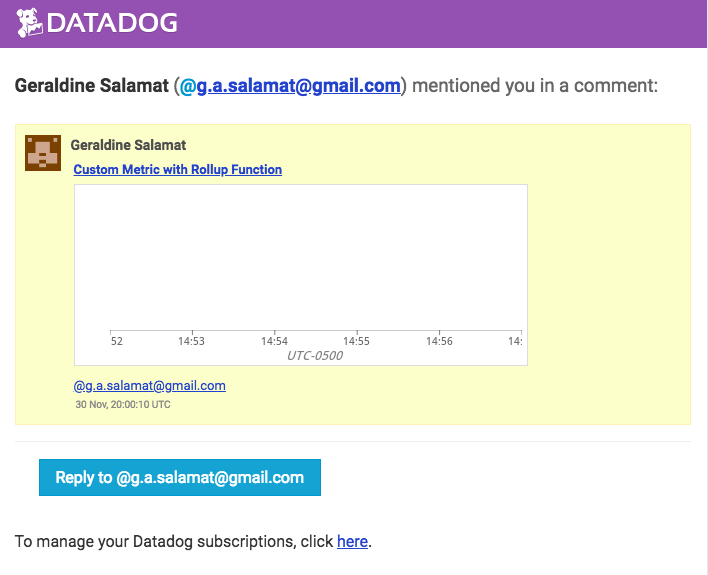 DATADOG
Geraldine Salamat (@g.a.salamat@gmail.com) mentioned you in a comment:
Geraldine Salamat
Custom Metric with Rollup Function
52 14:53 14:54 14:55 14:56 14:
UTC-0500
@g.a.salamat@gmail.com
30 Nov, 20:00:10 UTC
Reply to @g.a.salamat@gmail.com
To manage your Datadog subscriptions, click here.